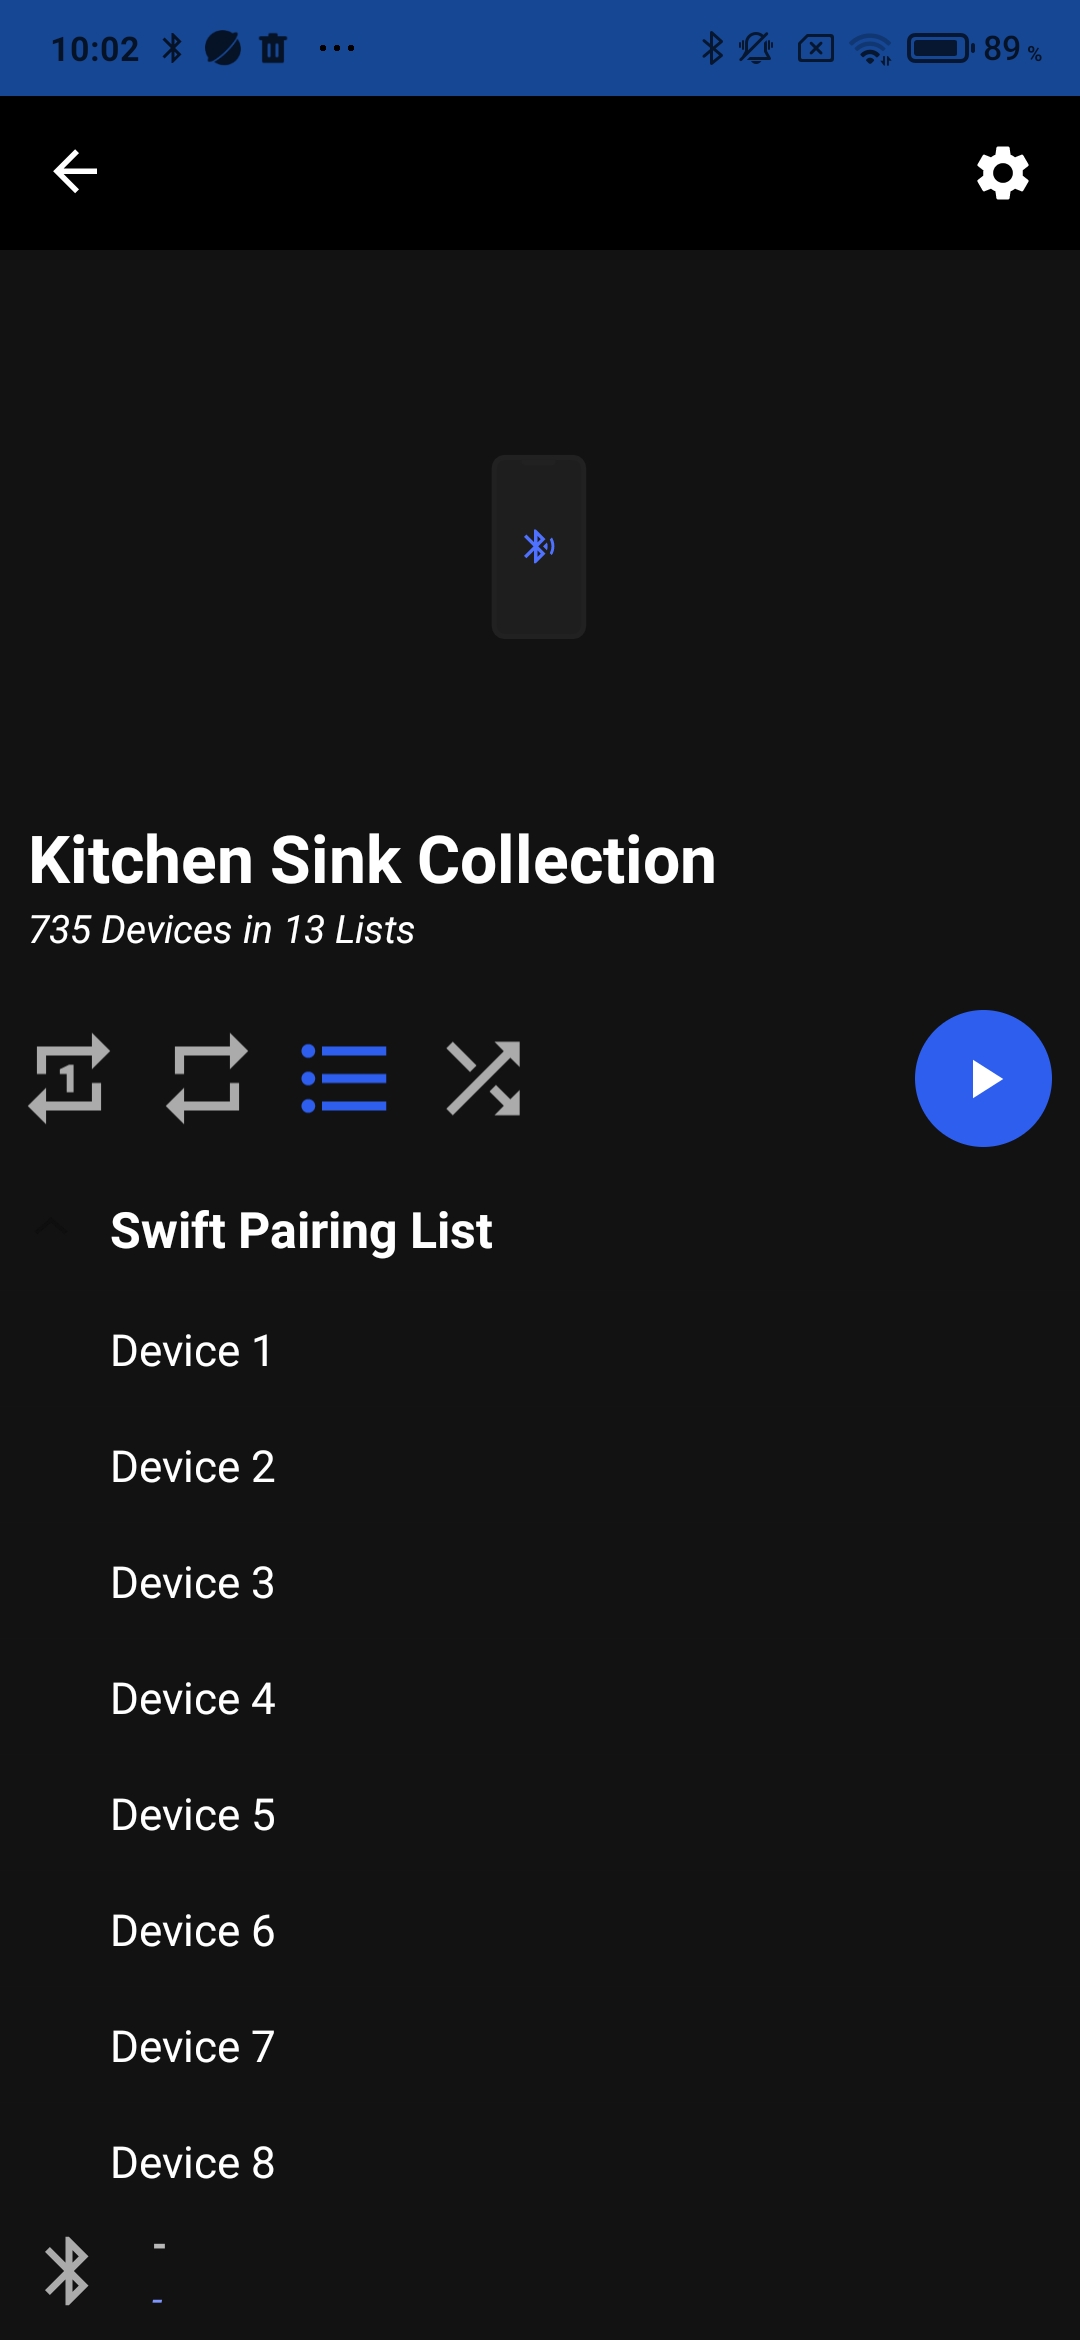 10:02
89 %
Kitchen Sink Collection
735 Devices in 13 Lists
1
Swift Pairing List
Device 1
Device 2
Device 3
Device 4
Device 5
Device 6
Device 7
Device 8
-
-